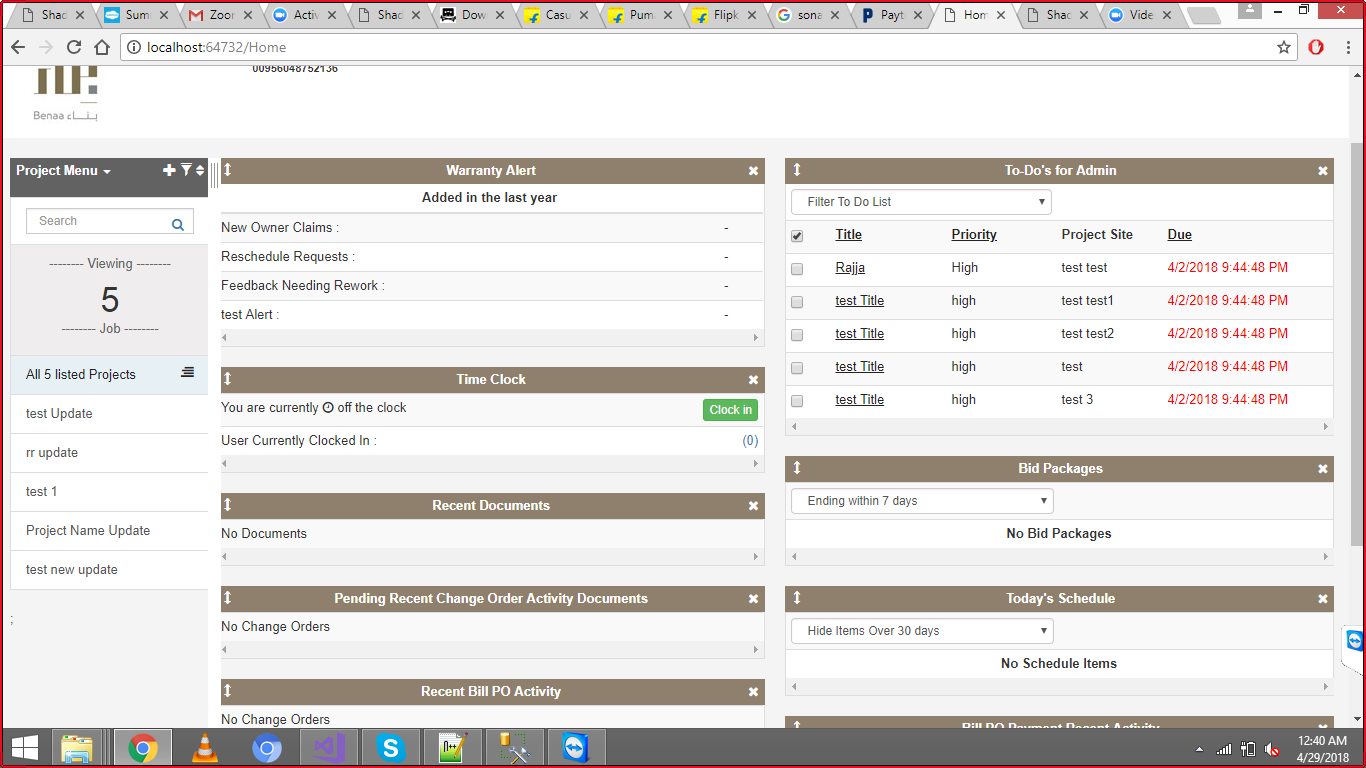 Shac
Sumr
Zoor
Activ
Shac
Dow
Casu
Pum
Flipk
sona
Payt
Hom
Shac
Vide
localhost:64732/Home
00956048752136
Benaa بنــاء
Project Menu
Search
-------- Viewing --------
5
-------- Job --------
All 5 listed Projects
test Update
rr update
test 1
Project Name Update
test new update
;
Warranty Alert
Added in the last year
New Owner Claims : -
Reschedule Requests : -
Feedback Needing Rework : -
test Alert : -
Time Clock
You are currently off the clock Clock in
User Currently Clocked In : (0)
Recent Documents
No Documents
Pending Recent Change Order Activity Documents
No Change Orders
Recent Bill PO Activity
No Change Orders
To-Do's for Admin
Filter To Do List
Title Priority Project Site Due
Rajja High test test 4/2/2018 9:44:48 PM
test Title high test test1 4/2/2018 9:44:48 PM
test Title high test test2 4/2/2018 9:44:48 PM
test Title high test 4/2/2018 9:44:48 PM
test Title high test 3 4/2/2018 9:44:48 PM
Bid Packages
Ending within 7 days
No Bid Packages
Today's Schedule
Hide Items Over 30 days
No Schedule Items
Bill PO Payment Recent Activity
12:40 AM
4/29/2018